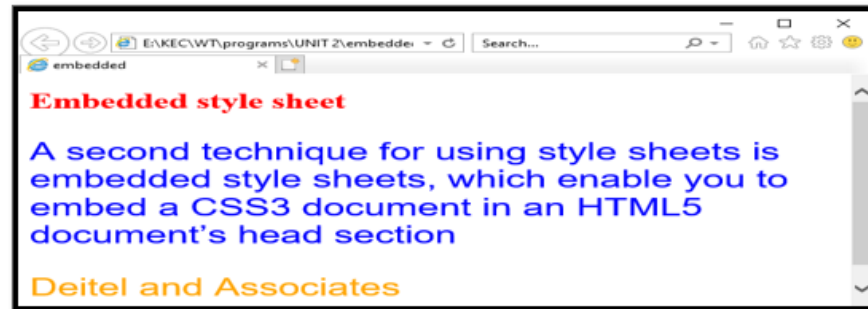 E:\KEC\WT\programs\UNIT 2\embedde
Search...
embedded
Embedded style sheet
A second technique for using style sheets is
embedded style sheets, which enable you to
embed a CSS3 document in an HTML5
document’s head section
Deitel and Associates